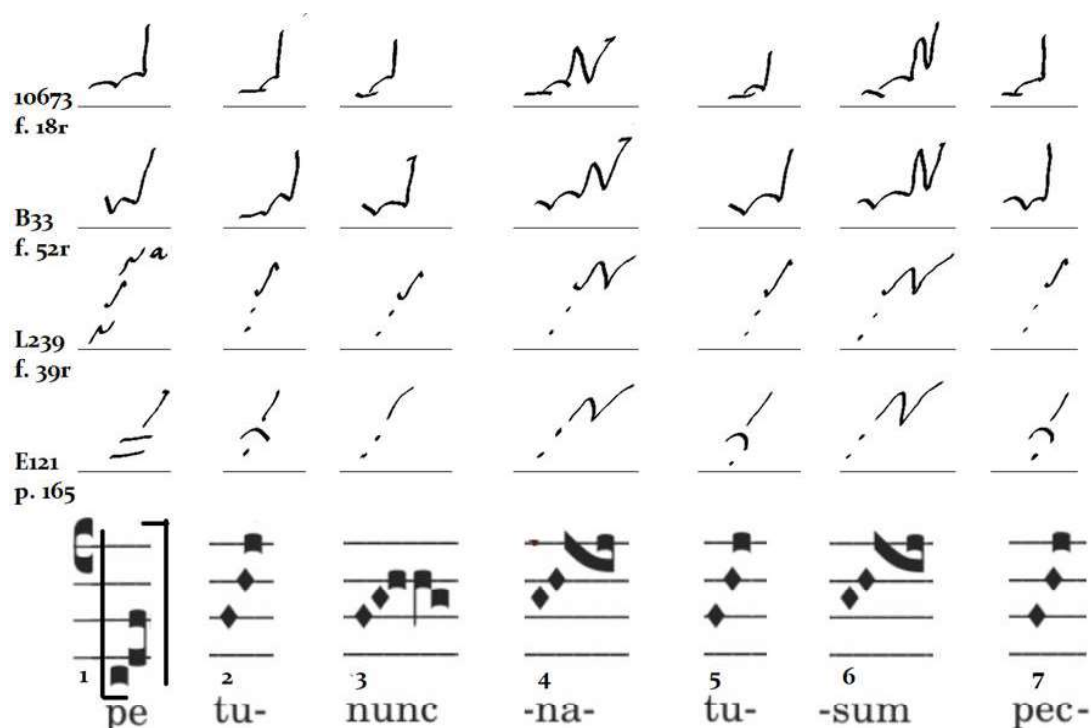 10673
f. 18r
B33
f. 52r
a
L239
f. 39r
E121
p. 165
1 2 3 4 5 6 7
pe tu- nunc -na- tu- -sum pec-